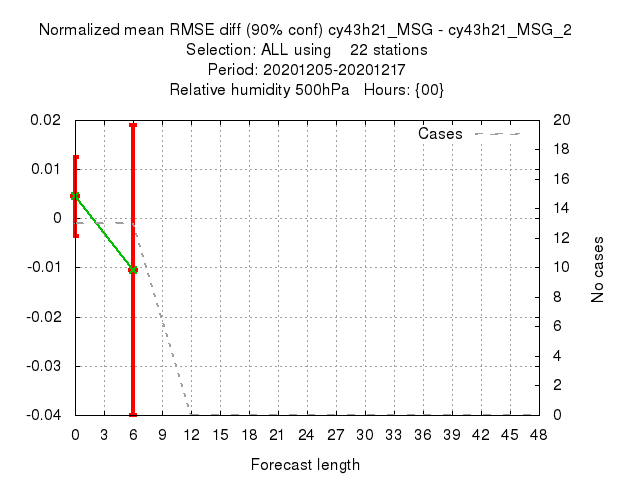 Normalized mean RMSE diff (90% conf) cy43h21_MSG - cy43h21_MSG_2
Selection: ALL using    22 stations
Period: 20201205-20201217
Relative humidity 500hPa   Hours: {00}
Cases
0.02
0.01
0
-0.01
-0.02
-0.03
-0.04
20
18
16
14
12
10
8
6
4
2
0
No cases
0 3 6 9 12 15 18 21 24 27 30 33 36 39 42 45 48
Forecast length